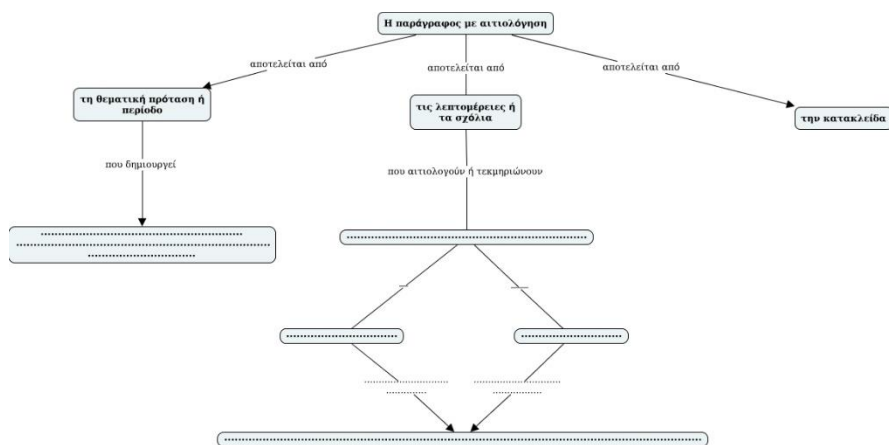 Η παράγραφος με αιτιολόγηση
αποτελείται από
αποτελείται από
αποτελείται από
τη θεματική πρόταση ή
περίοδο
τις λεπτομέρειες ή
τα σχόλια
την κατακλείδα
που δημιουργεί
που αιτιολογούν ή τεκμηριώνουν